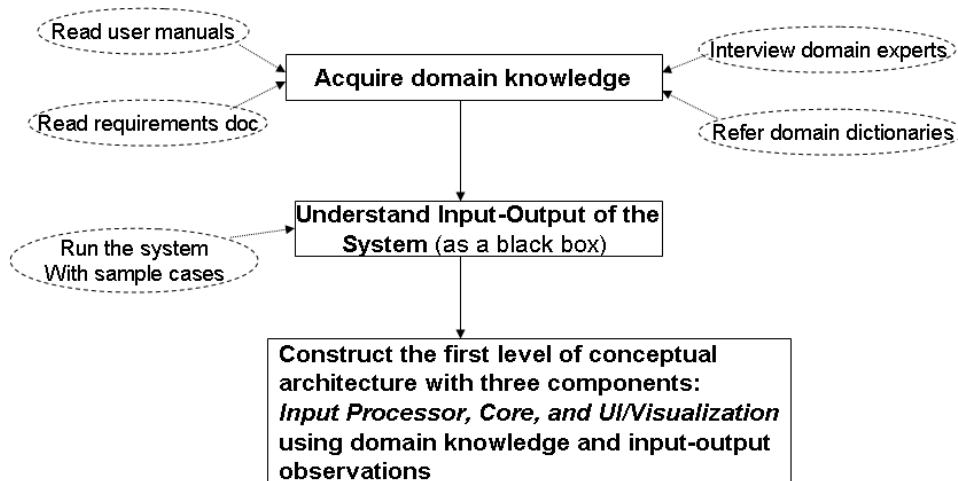 Read user manuals
Interview domain experts
Acquire domain knowledge
Read requirements doc
Refer domain dictionaries
Understand Input-Output of the
System (as a black box)
Run the system
With sample cases
Construct the first level of conceptual
architecture with three components:
Input Processor, Core, and UI/Visualization
using domain knowledge and input-output
observations